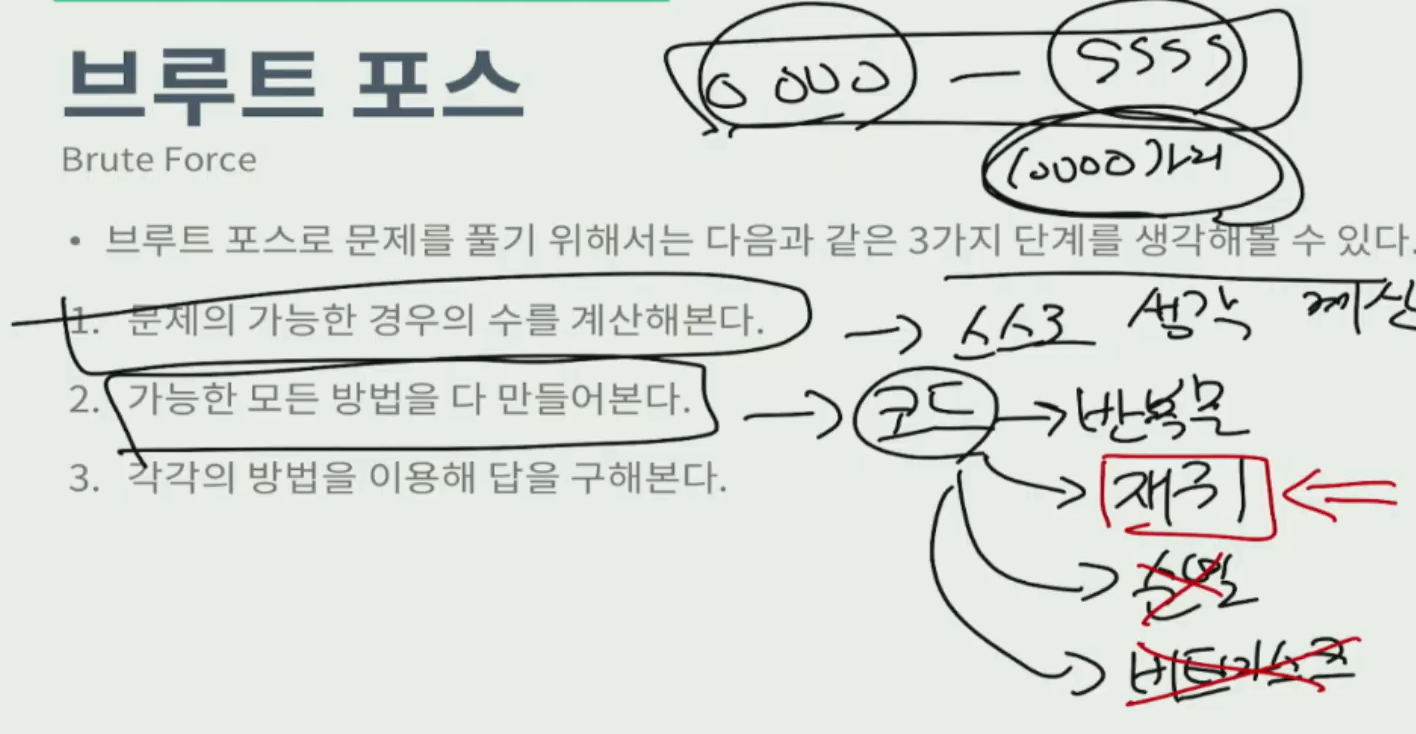 브루트 포스
0000 — 9999
Brute Force
10000가지
• 브루트 포스로 문제를 풀기 위해서는 다음과 같은 3가지 단계를 생각해볼 수 있다.
1. 문제의 가능한 경우의 수를 계산해본다. → 스스로 생각 계산
2. 가능한 모든 방법을 다 만들어본다. → 코드 → 반복문
3. 각각의 방법을 이용해 답을 구해본다. → 재귀
→ 순열
→ 비트마스크